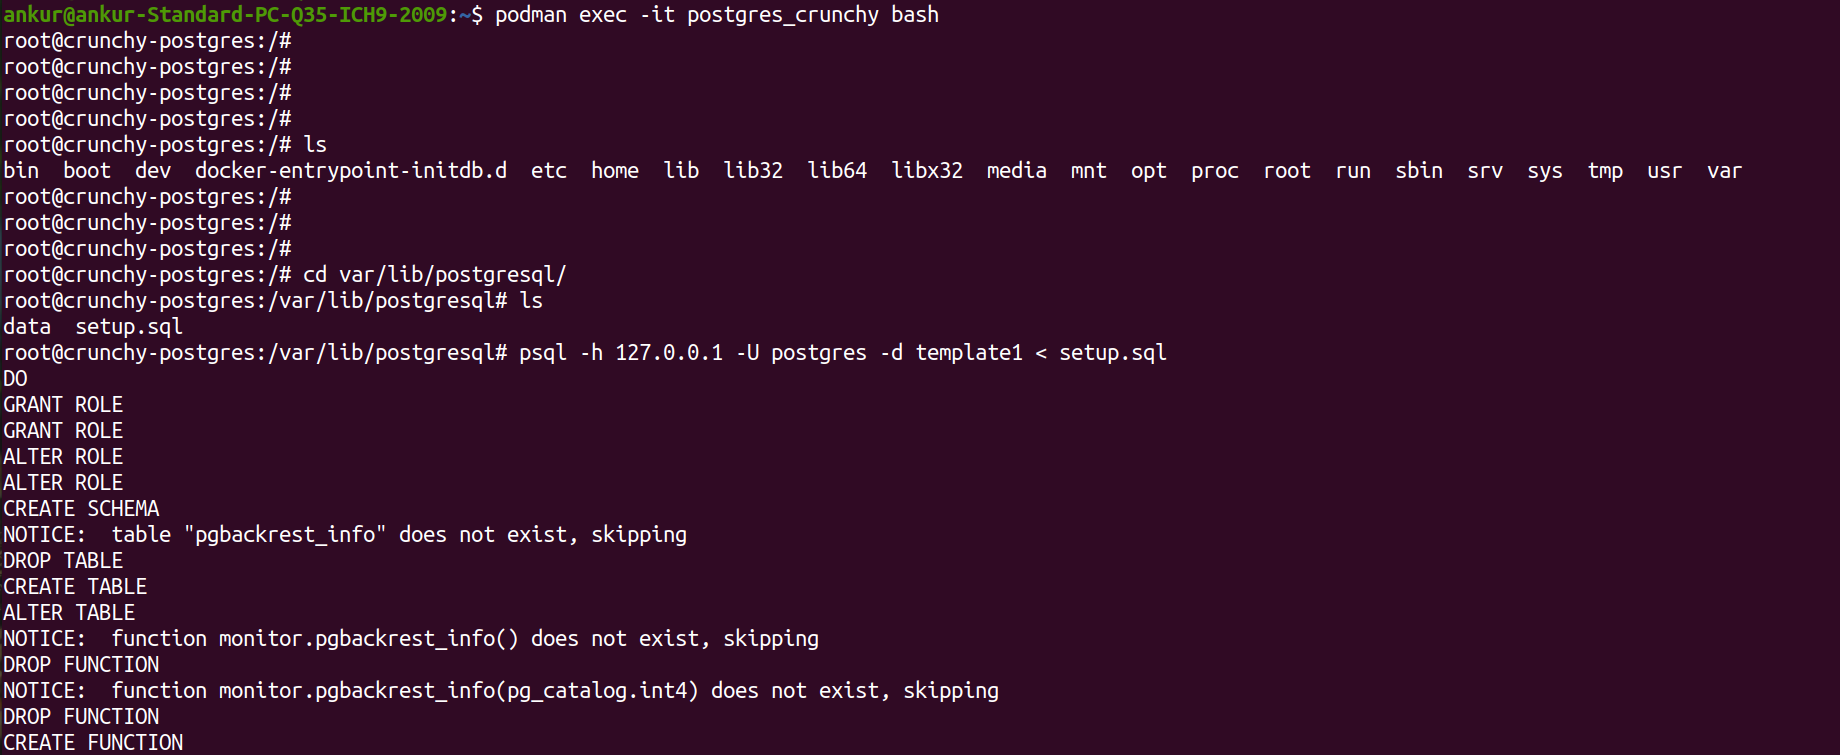 ankur@ankur-Standard-PC-Q35-ICH9-2009:~$ podman exec -it postgres_crunchy bash
root@crunchy-postgres:/#
root@crunchy-postgres:/#
root@crunchy-postgres:/#
root@crunchy-postgres:/#
root@crunchy-postgres:/# ls
bin  boot  dev  docker-entrypoint-initdb.d  etc  home  lib  lib32  lib64  libx32  media  mnt  opt  proc  root  run  sbin  srv  sys  tmp  usr  var
root@crunchy-postgres:/#
root@crunchy-postgres:/#
root@crunchy-postgres:/#
root@crunchy-postgres:/# cd var/lib/postgresql/
root@crunchy-postgres:/var/lib/postgresql# ls
data  setup.sql
root@crunchy-postgres:/var/lib/postgresql# psql -h 127.0.0.1 -U postgres -d template1 < setup.sql
DO
GRANT ROLE
GRANT ROLE
ALTER ROLE
ALTER ROLE
CREATE SCHEMA
NOTICE:  table "pgbackrest_info" does not exist, skipping
DROP TABLE
CREATE TABLE
ALTER TABLE
NOTICE:  function monitor.pgbackrest_info() does not exist, skipping
DROP FUNCTION
NOTICE:  function monitor.pgbackrest_info(pg_catalog.int4) does not exist, skipping
DROP FUNCTION
CREATE FUNCTION